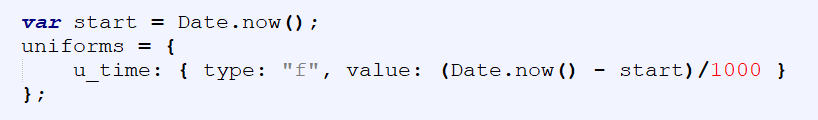 var start = Date.now();
uniforms = {
    u_time: { type: "f", value: (Date.now() - start)/1000 }
};